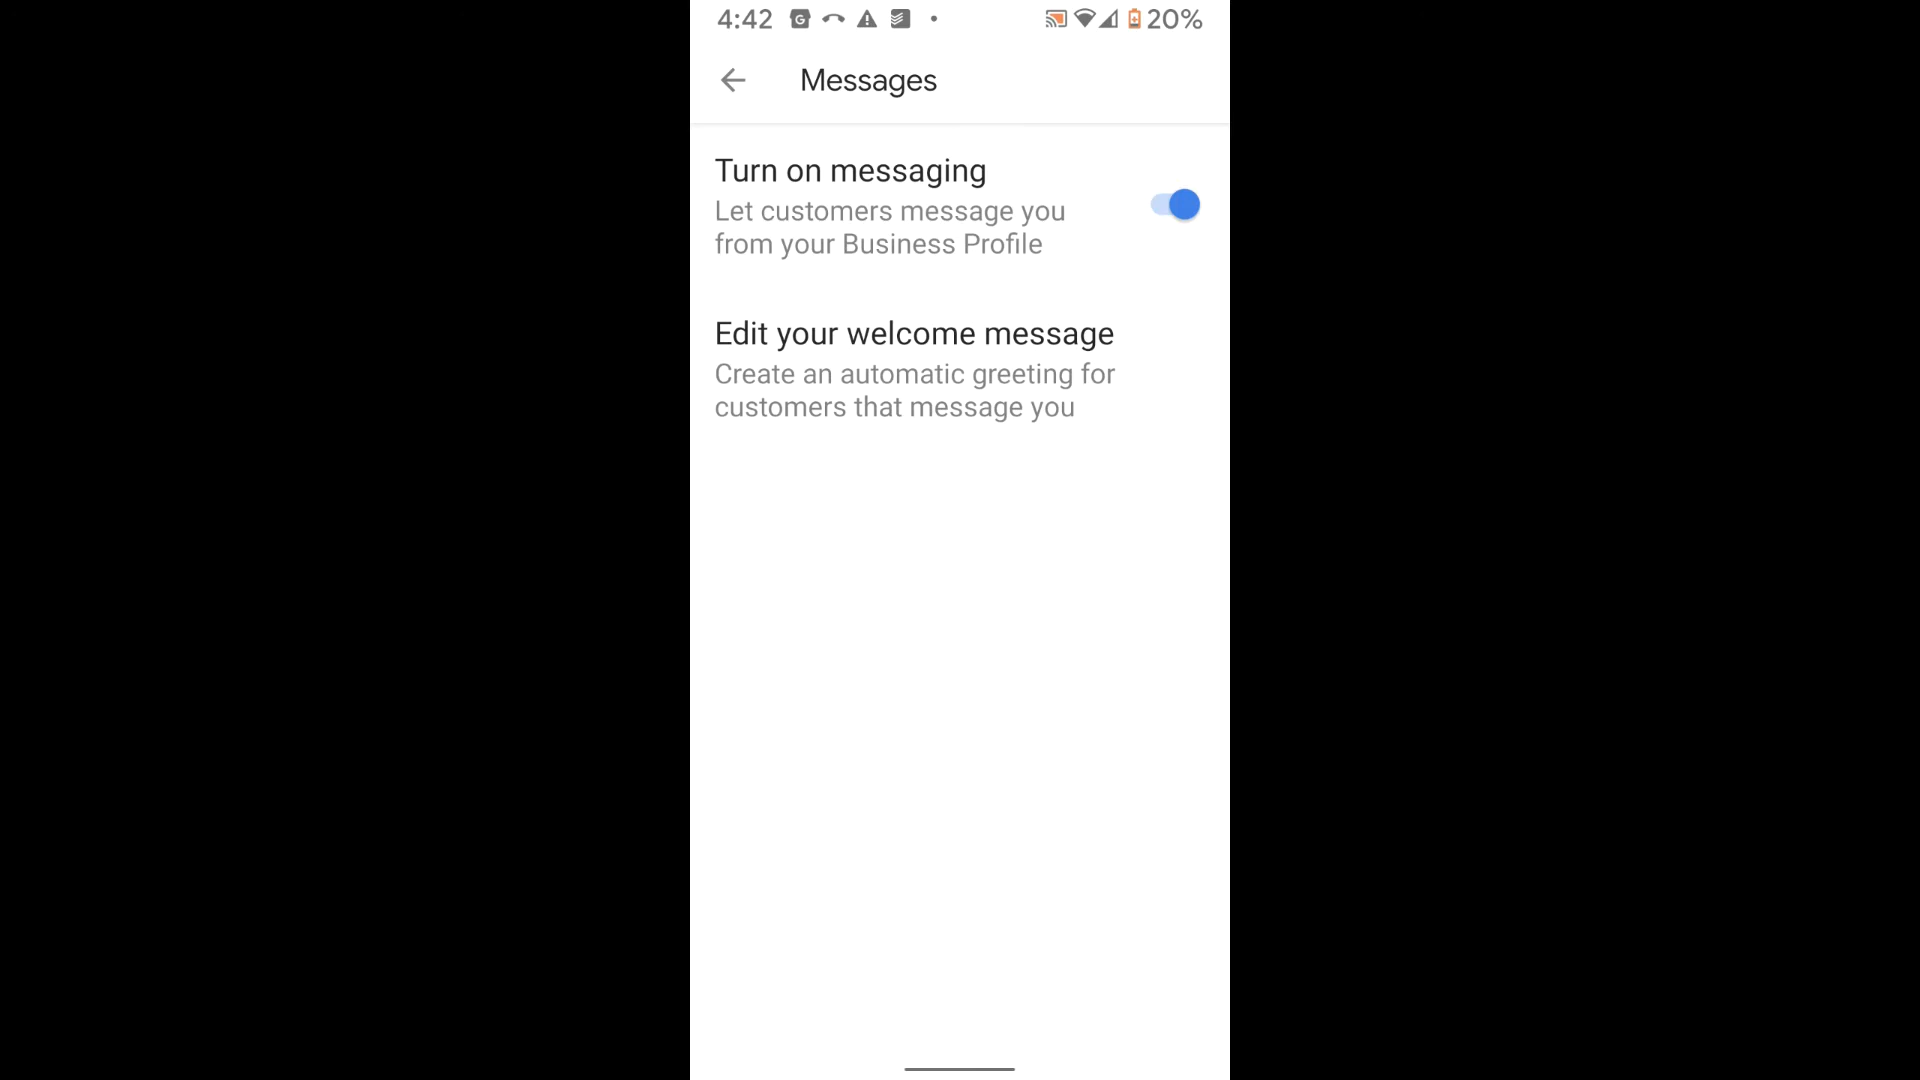 4:42 20%
Messages
Turn on messaging
Let customers message you
from your Business Profile
Edit your welcome message
Create an automatic greeting for
customers that message you